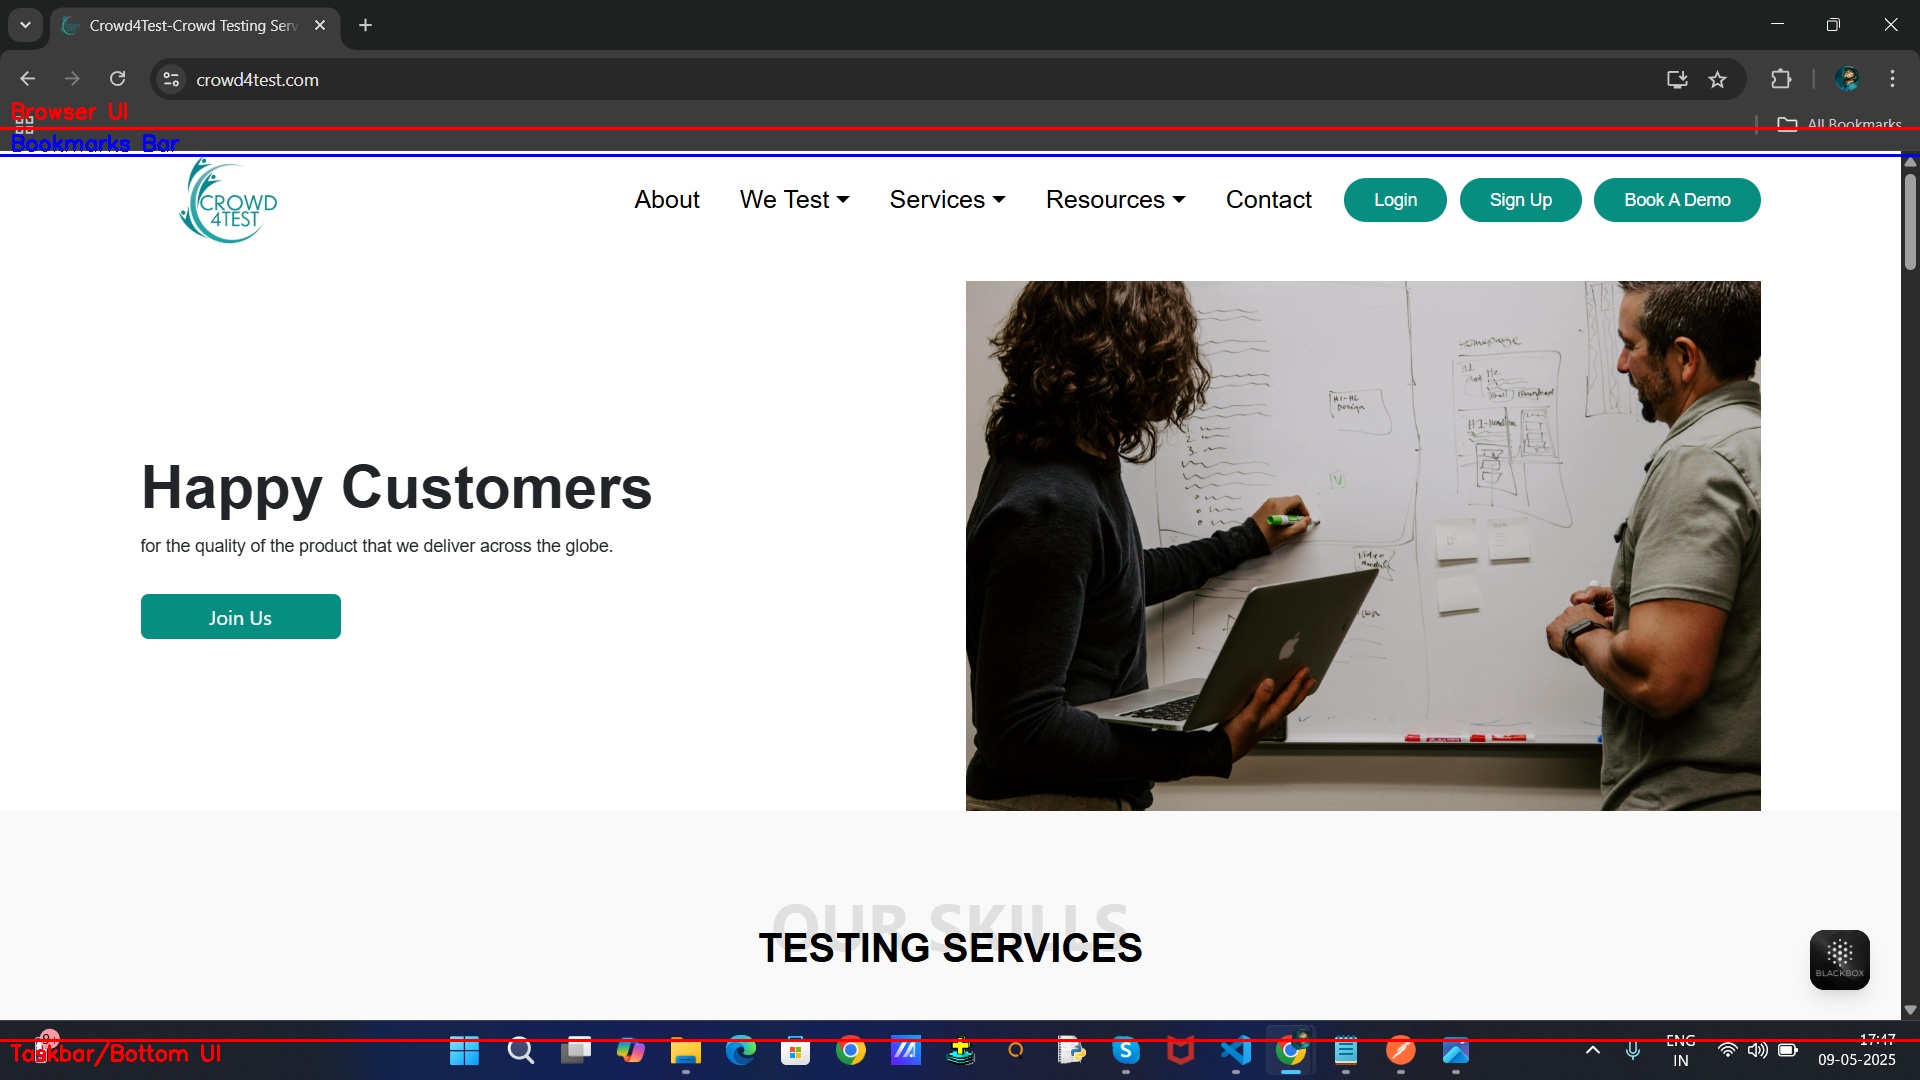 Crowd4Test-Crowd Testing Serv
crowd4test.com
Browser UI
All Bookmarks
Bookmarks Bar
CROWD
4TEST
About
We Test
Services
Resources
Contact
Login
Sign Up
Book A Demo
Homepage
Happy Customers
for the quality of the product that we deliver across the globe.
Join Us
OUR SKILLS
TESTING SERVICES
BLACKBOX
Taskbar/Bottom UI
ENG
IN
17:47
09-05-2025